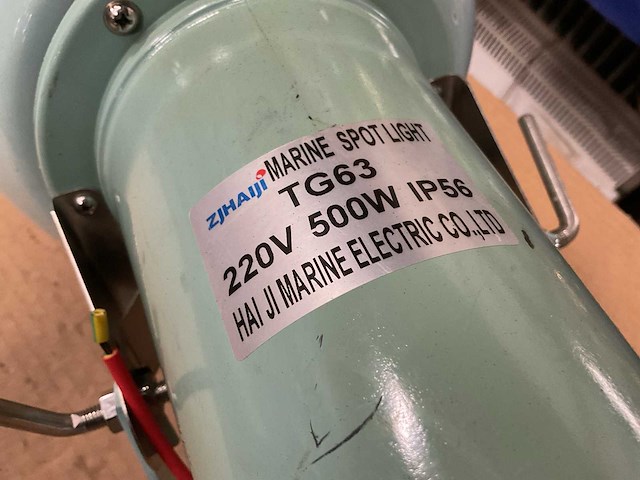 MARINE SPOT LIGHT
ZJHAIJI TG63
220V 500W IP56
HAI JI MARINE ELECTRIC CO.,LTD